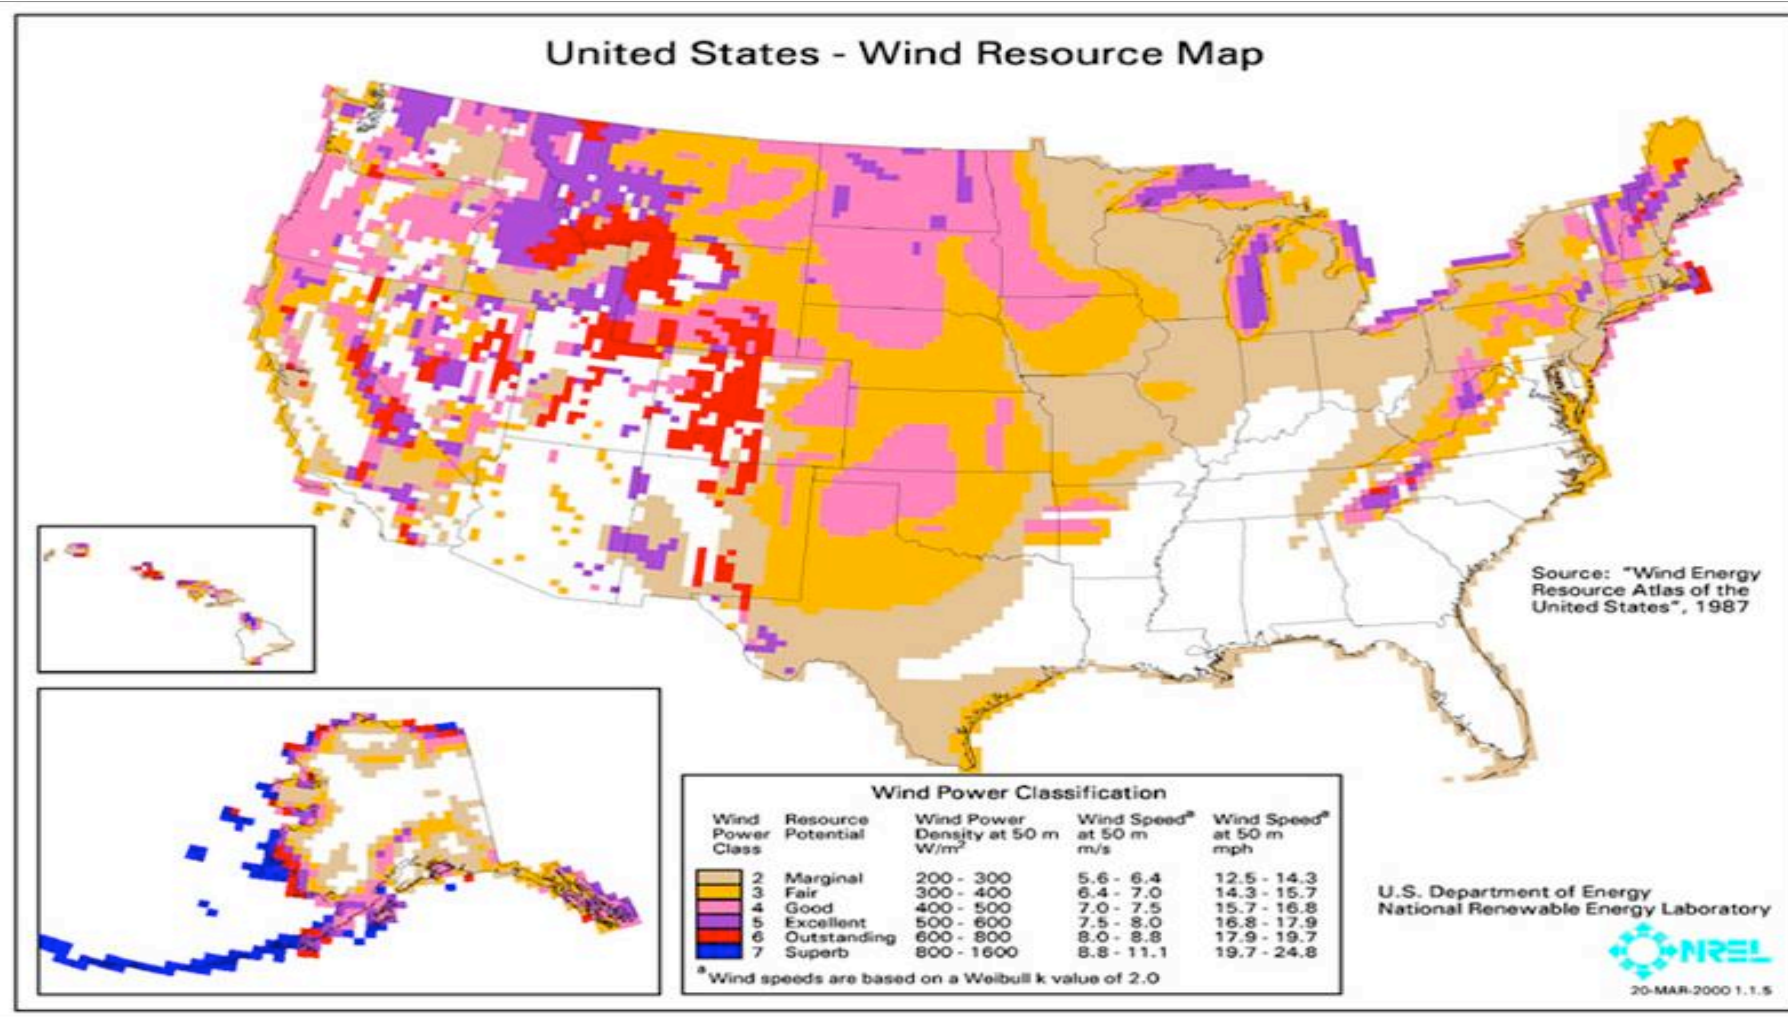 United States - Wind Resource Map
Source: "Wind Energy
Resource Atlas of the
United States", 1987
Wind Power Classification
Wind Power Class Resource Potential Wind Power Density at 50 m W/m² Wind Speedᵃ at 50 m m/s Wind Speedᵃ at 50 m mph
2 Marginal 200 - 300 5.6 - 6.4 12.5 - 14.3
3 Fair 300 - 400 6.4 - 7.0 14.3 - 15.7
4 Good 400 - 500 7.0 - 7.5 15.7 - 16.8
5 Excellent 500 - 600 7.5 - 8.0 16.8 - 17.9
6 Outstanding 600 - 800 8.0 - 8.8 17.9 - 19.7
7 Superb 800 - 1600 8.8 - 11.1 19.7 - 24.8
ᵃ Wind speeds are based on a Weibull k value of 2.0
U.S. Department of Energy
National Renewable Energy Laboratory
NREL
20-MAR-2000 1.1.5